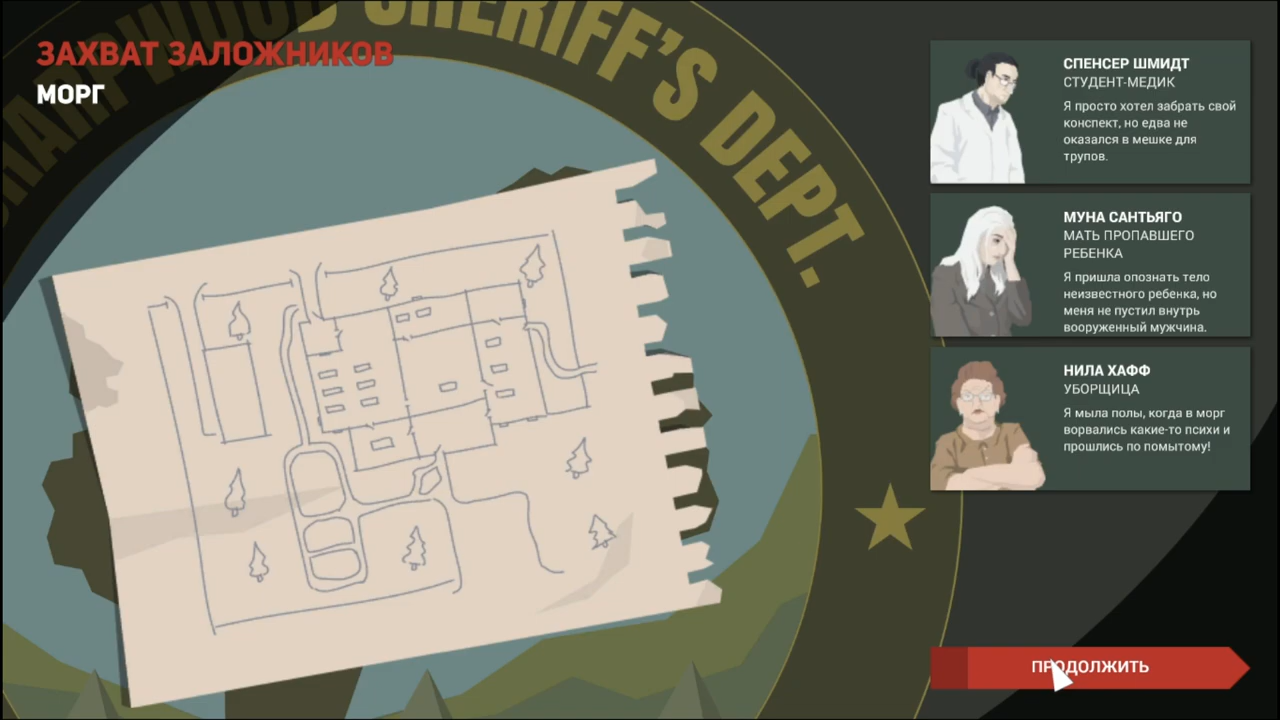 SHARPWOOD SHERIFF'S DEPT.
ЗАХВАТ ЗАЛОЖНИКОВ
МОРГ
СПЕНСЕР ШМИДТ
СТУДЕНТ-МЕДИК
Я просто хотел забрать свой
конспект, но едва не
оказался в мешке для
трупов.
МУНА САНТЬЯГО
МАТЬ ПРОПАВШЕГО
РЕБЕНКА
Я пришла опознать тело
неизвестного ребенка, но
меня не пустил внутрь
вооруженный мужчина.
НИЛА ХАФФ
УБОРЩИЦА
Я мыла полы, когда в морг
ворвались какие-то психи и
прошлись по помытому!
ПРОДОЛЖИТЬ